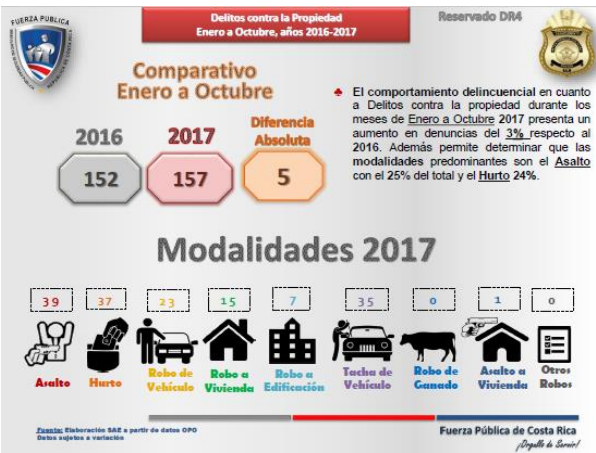 FUERZA PUBLICA
Delitos contra la Propiedad
Enero a Octubre, años 2016-2017
Reservado DR4
Comparativo
Enero a Octubre
2016
2017
Diferencia
Absoluta
152
157
5
El comportamiento delincuencial en cuanto
a Delitos contra la propiedad durante los
meses de Enero a Octubre 2017 presenta un
aumento en denuncias del 3% respecto al
2016. Además permite determinar que las
modalidades predominantes son el Asalto
con el 25% del total y el Hurto 24%.
Modalidades 2017
39
37
23
15
7
35
0
1
0
Asalto
Hurto
Robo de
Vehículo
Robo a
Vivienda
Robo a
Edificación
Tacha de
Vehículo
Robo de
Ganado
Asalto a
Vivienda
Otros
Robos
Fuente: Elaboración SAE a partir de datos OPO
Datos sujetos a variación
Fuerza Pública de Costa Rica
¡Orgullo de Servir!